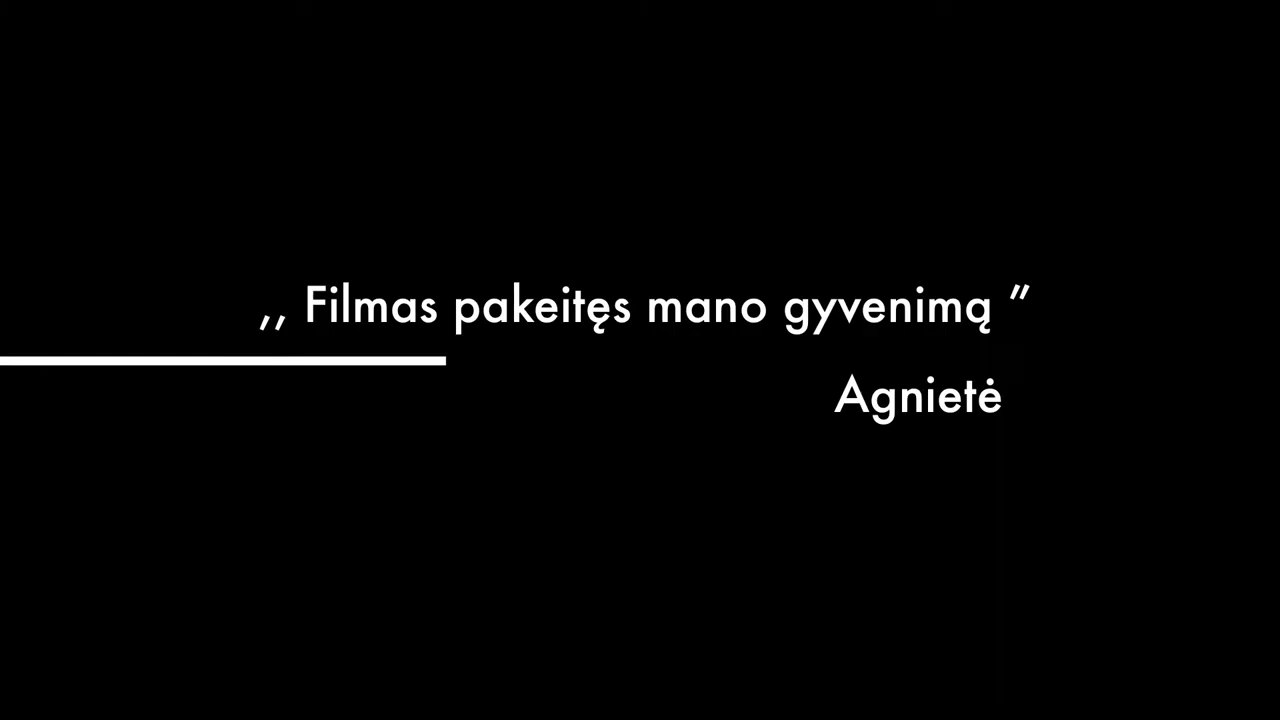 ,, Filmas pakeitęs mano gyvenimą ”
Agnietė